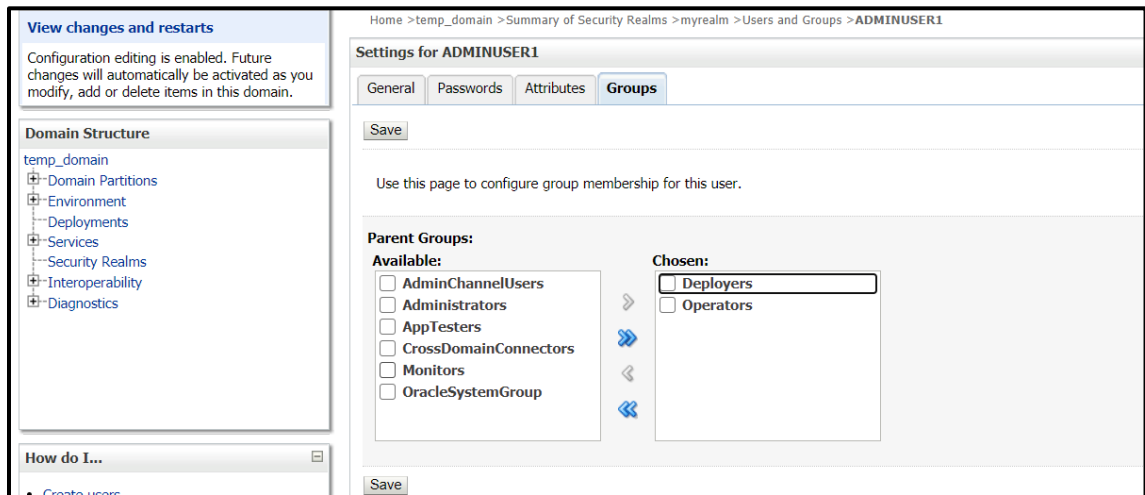 View changes and restarts
Configuration editing is enabled. Future
changes will automatically be activated as you
modify, add or delete items in this domain.
Domain Structure
temp_domain
Domain Partitions
Environment
Deployments
Services
Security Realms
Interoperability
Diagnostics
How do I...
Create users
Home >temp_domain >Summary of Security Realms >myrealm >Users and Groups >ADMINUSER1
Settings for ADMINUSER1
General Passwords Attributes Groups
Save
Use this page to configure group membership for this user.
Parent Groups:
Available:
AdminChannelUsers
Administrators
AppTesters
CrossDomainConnectors
Monitors
OracleSystemGroup
Chosen:
Deployers
Operators
Save